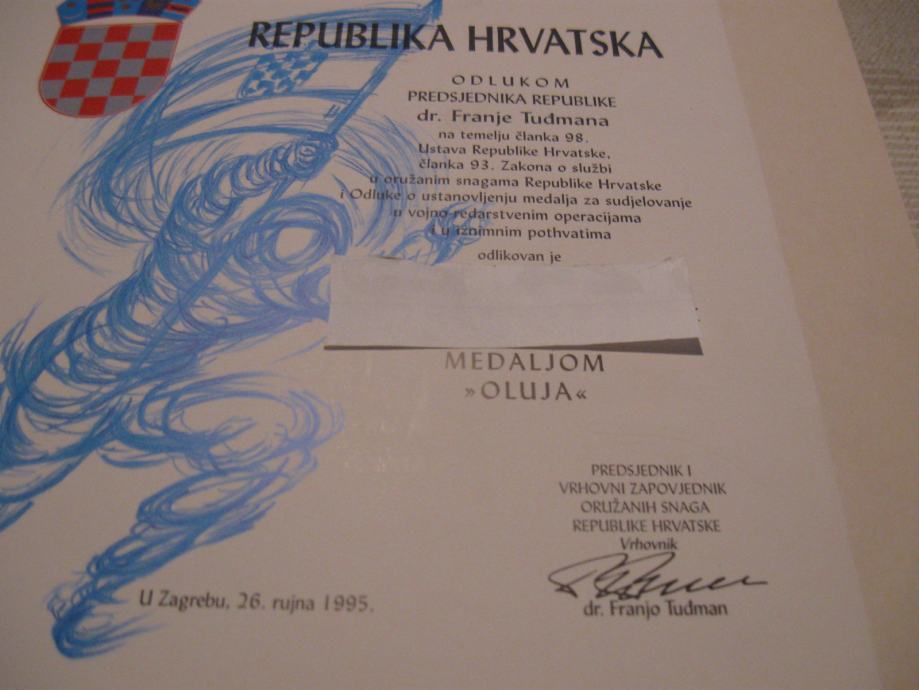 REPUBLIKA HRVATSKA
ODLUKOM
PREDSJEDNIKA REPUBLIKE
dr. Franje Tuđmana
na temelju članka 98.
Ustava Republike Hrvatske,
članka 93. Zakona o službi
u oružanim snagama Republike Hrvatske
i Odluke o ustanovljenju medalja za sudjelovanje
u vojno-redarstvenim operacijama
i u iznimnim pothvatima
odlikovan je
MEDALJOM
»OLUJA«
PREDSJEDNIK I
VRHOVNI ZAPOVJEDNIK
ORUŽANIH SNAGA
REPUBLIKE HRVATSKE
Vrhovnik
dr. Franjo Tuđman
U Zagrebu, 26. rujna 1995.